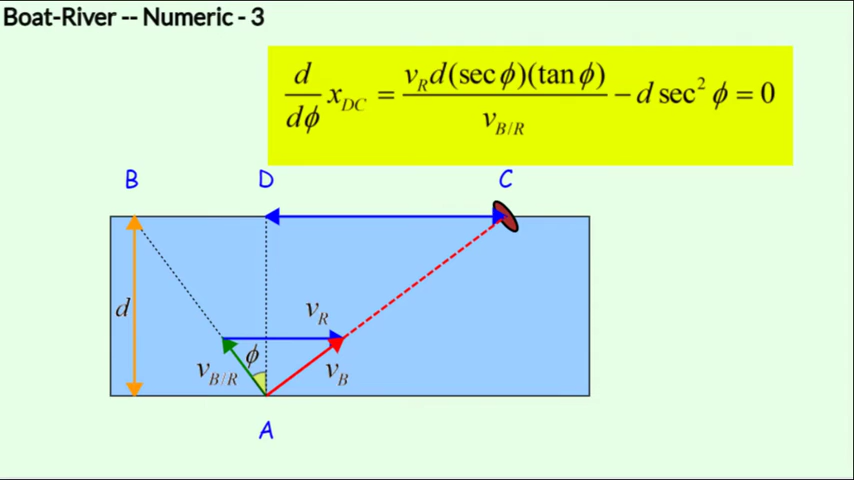 Boat-River -- Numeric - 3
d/dϕ x_DC = v_R d(sec ϕ)(tan ϕ)/v_B/R − d sec² ϕ = 0
B D C
d
v_R
ϕ
v_B/R v_B
A